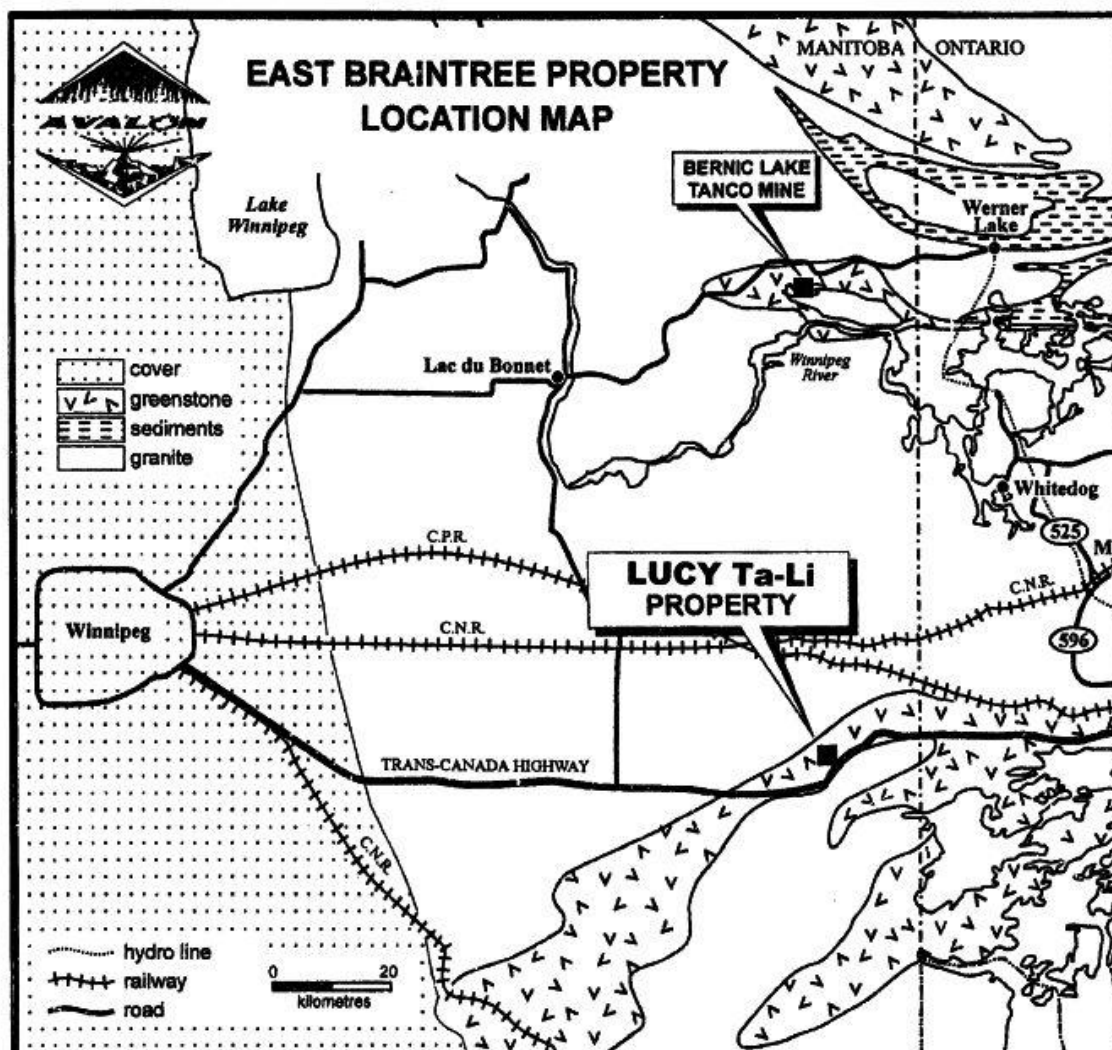 MANITOBA ONTARIO
EAST BRAINTREE PROPERTY
LOCATION MAP
AVALON
BERNIC LAKE
TANCO MINE
Lake
Winnipeg
Werner
Lake
cover
greenstone
sediments
granite
Lac du Bonnet
Winnipeg
River
Whitedog
525
M
C.P.R.
LUCY Ta-Li
PROPERTY
C.N.R.
Winnipeg
C.N.R.
596
TRANS-CANADA HIGHWAY
C.N.R.
hydro line
railway
road
0 20
kilometres